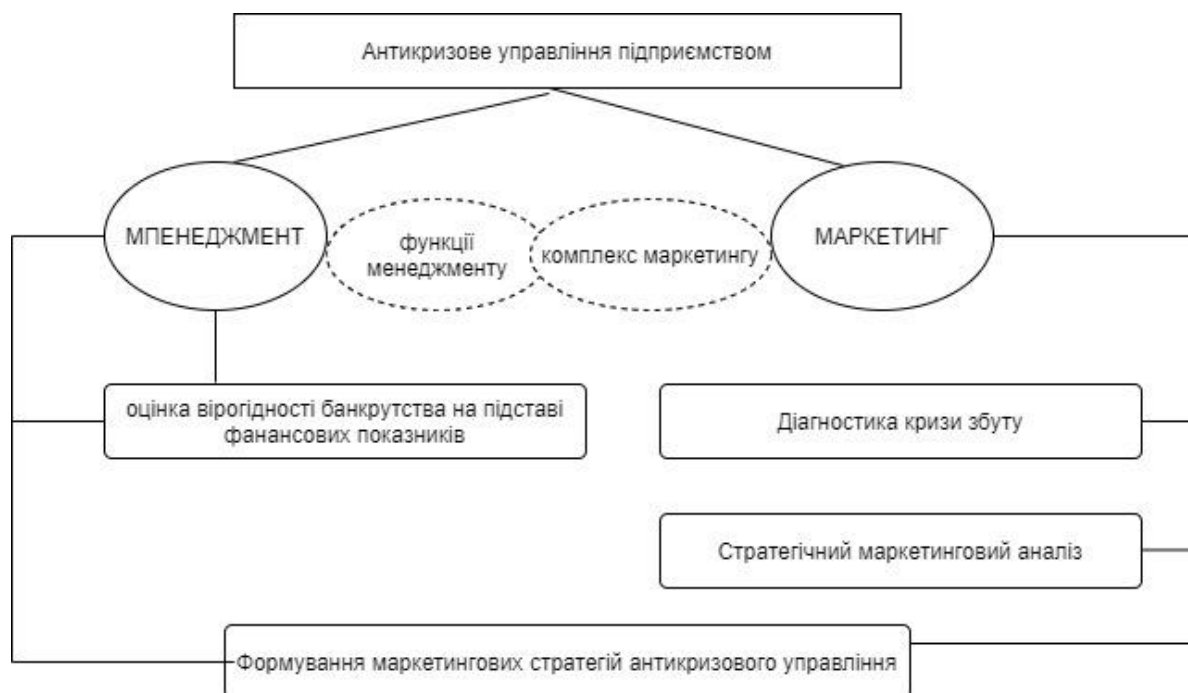 Антикризове управління підприємством
МПЕНЕДЖМЕНТ
функції
менеджменту
комплекс маркетингу
МАРКЕТИНГ
оцінка вірогідності банкрутства на підставі
фанансових показників
Діагностика кризи збуту
Стратегічний маркетинговий аналіз
Формування маркетингових стратегій антикризового управління